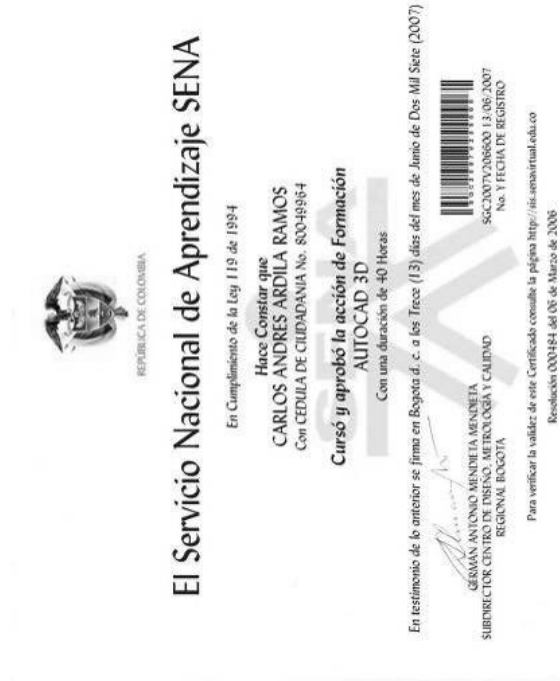 REPÚBLICA DE COLOMBIA
El Servicio Nacional de Aprendizaje SENA
En Cumplimiento de la Ley 119 de 1994
Hace Constar que
CARLOS ANDRES ARDILA RAMOS
Con CEDULA DE CIUDADANIA No. 80049964
Cursó y aprobó la acción de Formación
AUTOCAD 3D
Con una duración de 40 Horas
SENA
En testimonio de lo anterior se firma en Bogota d. c. a los Trece (13) días del mes de Junio de Dos Mil Siete (2007)
GERMAN ANTONIO MENDIETA MENDIETA
SUBDIRECTOR CENTRO DE DISEÑO, METROLOGÍA Y CALIDAD
REGIONAL BOGOTA
SGC2007V206600 13/06/2007
No. Y FECHA DE REGISTRO
Para verificar la validez de este Certificado consulte la página http://sis.senavirtual.edu.co
Resolucion 000484 del 06 de Marzo de